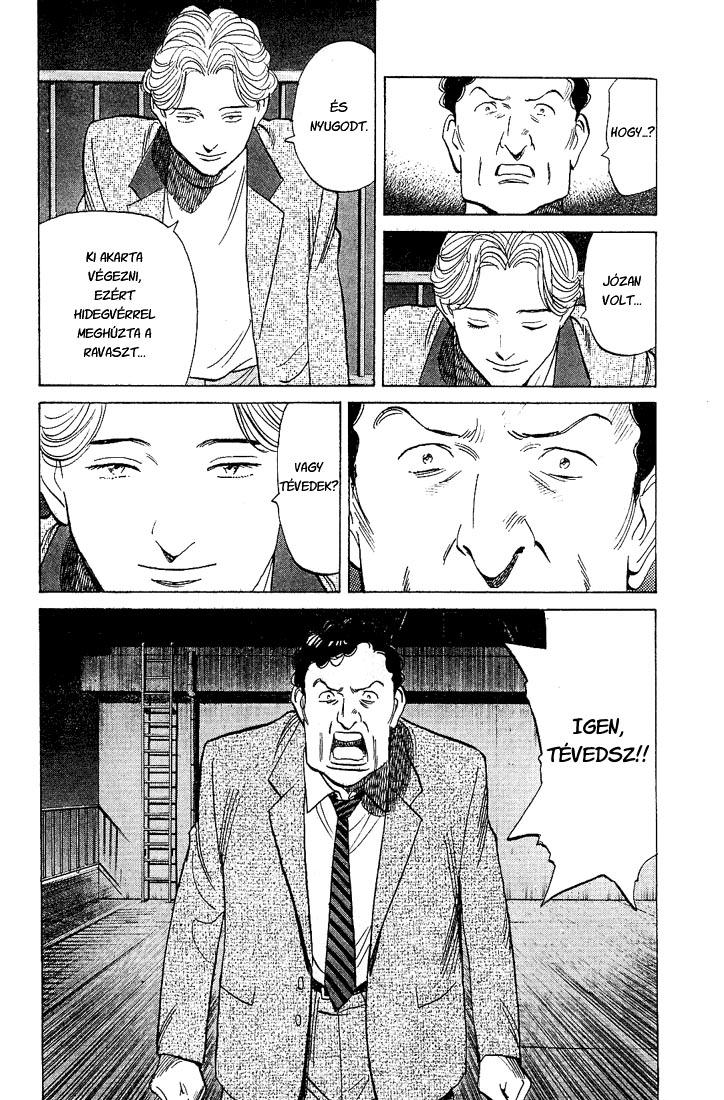 HOGY...?
JÓZAN
VOLT...
ÉS
NYUGODT.
KI AKARTA
VÉGEZNI,
EZÉRT
HIDEGVÉRREL
MEGHÚZTA A
RAVASZT...
VAGY
TÉVEDEK?
IGEN,
TÉVEDSZ!!